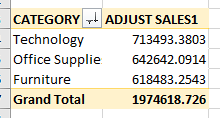 CATEGORY ADJUST SALES1
Technology 713493.3803
Office Supplie 642642.0914
Furniture 618483.2543
Grand Total 1974618.726